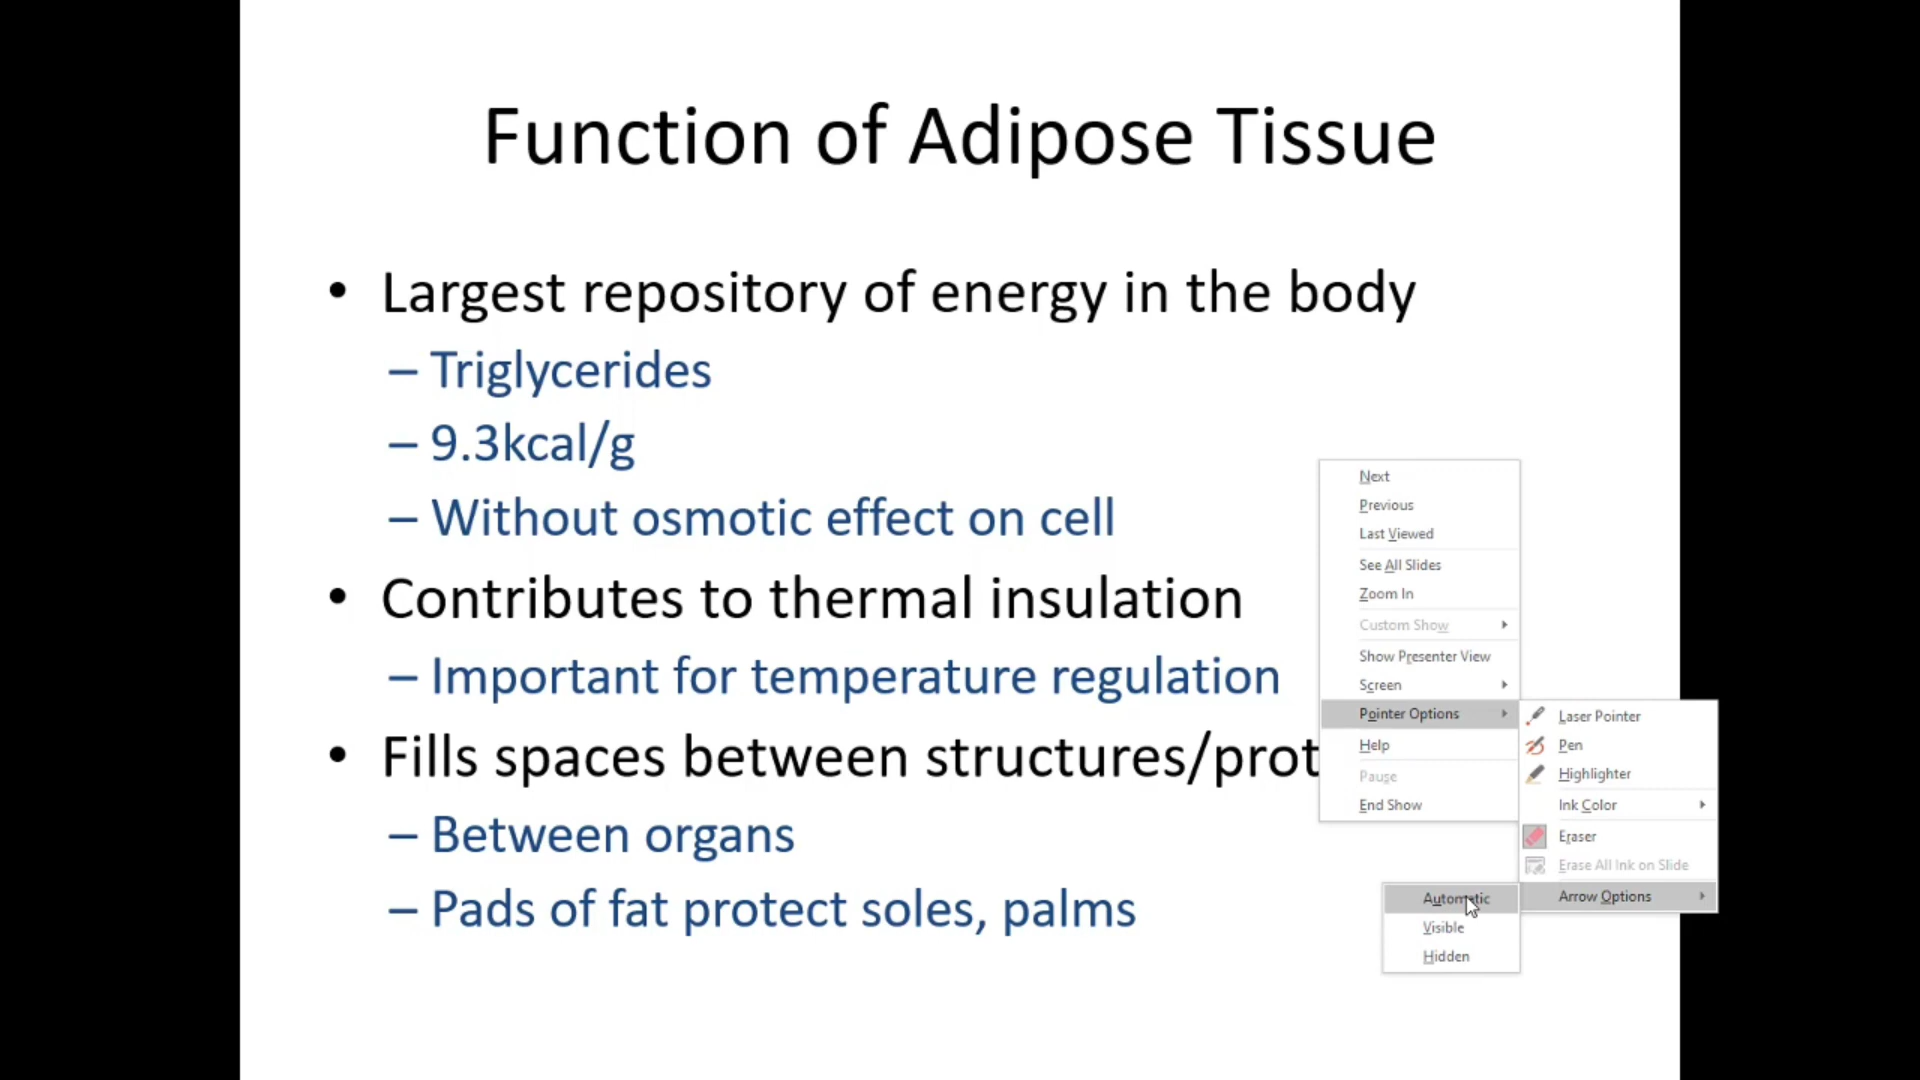 Function of Adipose Tissue
• Largest repository of energy in the body
– Triglycerides
– 9.3kcal/g
– Without osmotic effect on cell
• Contributes to thermal insulation
– Important for temperature regulation
• Fills spaces between structures/prot
– Between organs
– Pads of fat protect soles, palms
Next
Previous
Last Viewed
See All Slides
Zoom In
Custom Show
Show Presenter View
Screen
Pointer Options
Help
Pause
End Show
Laser Pointer
Pen
Highlighter
Ink Color
Eraser
Erase All Ink on Slide
Arrow Options
Automatic
Visible
Hidden